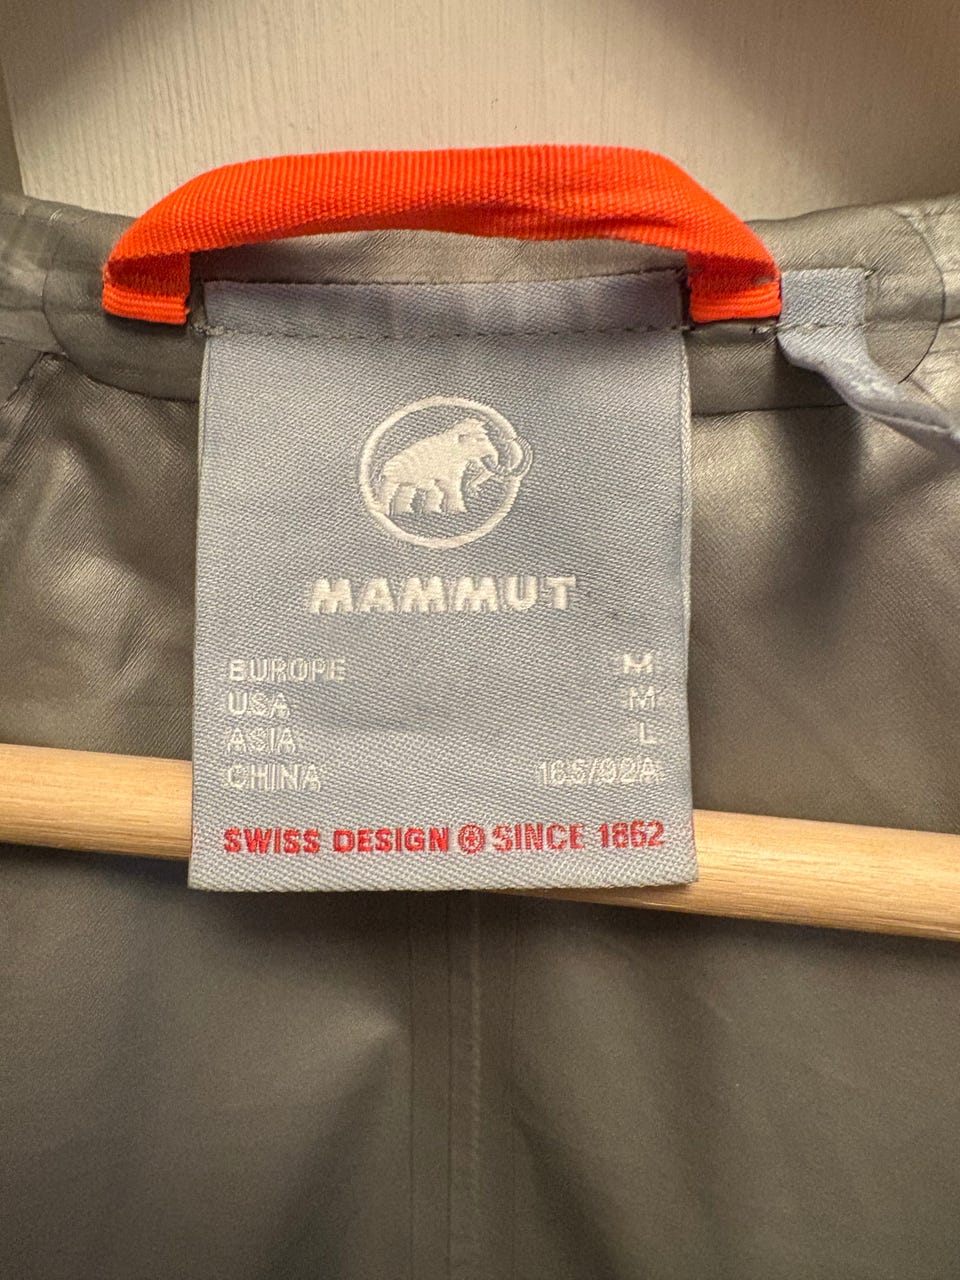 MAMMUT
EUROPE M
USA M
ASIA L
CHINA 165/92A
SWISS DESIGN SINCE 1862